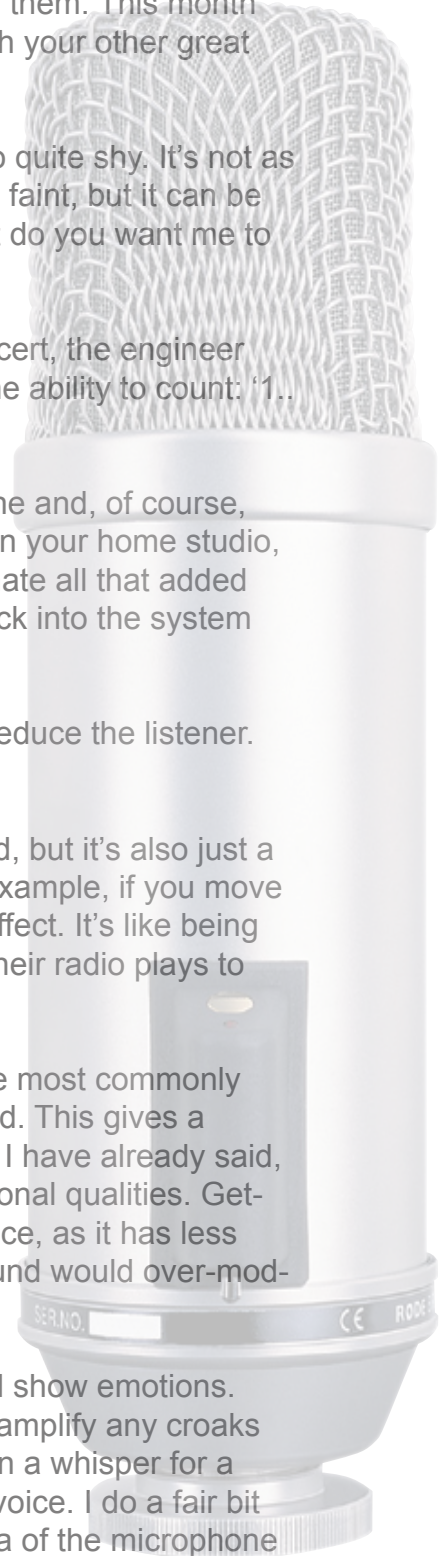 them. This month
h your other great
quite shy. It’s not as
faint, but it can be
do you want me to
cert, the engineer
ne ability to count: ‘1..
ne and, of course,
n your home studio,
ate all that added
ck into the system
educe the listener.
d, but it’s also just a
xample, if you move
ffect. It’s like being
heir radio plays to
e most commonly
d. This gives a
I have already said,
onal qualities. Get-
ce, as it has less
und would over-mod-
SER.NO. CE RODE
l show emotions.
amplify any croaks
n a whisper for a
voice. I do a fair bit
a of the microphone